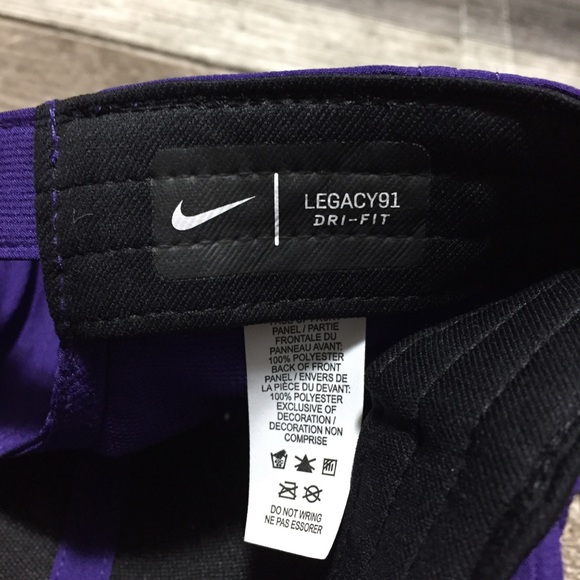 LEGACY91
DRI-FIT
PANEL / PARTIE
FRONTALE DU
PANNEAU AVANT:
100% POLYESTER
BACK OF FRONT
PANEL / ENVERS DE
LA PIÈCE DU DEVANT:
100% POLYESTER
EXCLUSIVE OF
DECORATION /
DECORATION NON
COMPRISE
DO NOT WRING
NE PAS ESSORER